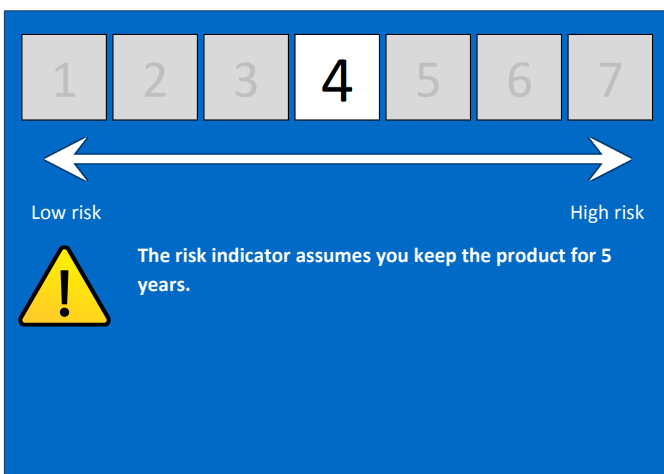 1 2 3 4 5 6 7
Low risk High risk
The risk indicator assumes you keep the product for 5
years.